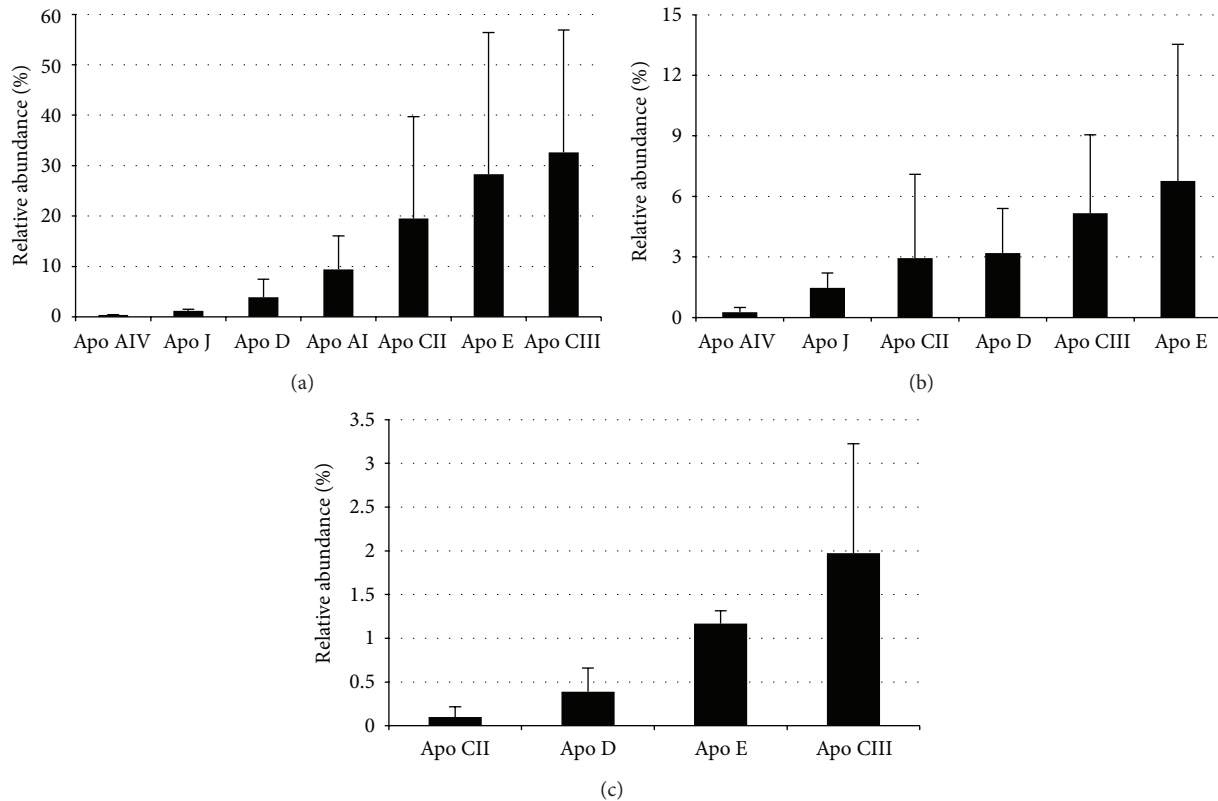 Relative abundance (%)
60
50
40
30
20
10
0
Apo AIV Apo J Apo D Apo AI Apo CII Apo E Apo CIII
(a)
Relative abundance (%)
15
12
9
6
3
0
Apo AIV Apo J Apo CII Apo D Apo CIII Apo E
(b)
Relative abundance (%)
3.5
3
2.5
2
1.5
1
0.5
0
Apo CII Apo D Apo E Apo CIII
(c)